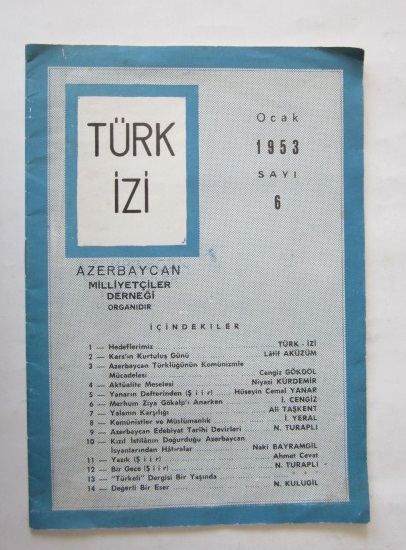 TÜRK
İZİ
Ocak
1953
SAYI
6
AZERBAYCAN
MİLLİYETÇİLER
DERNEĞİ
ORGANIDIR
İÇİNDEKİLER
1 — Hedeflerimiz TÜRK - İZİ
2 — Kars'ın Kurtuluş Günü Lâtif AKÜZÜM
3 — Azerbaycan Türklüğünün Komünizmle
Mücadelesi Cengiz GÖKGÖL
4 — Aktüalite Meselesi Niyazi KÜRDEMİR
5 — Yanarın Defterinden (Ş i i r) Hüseyin Cemal YANAR
6 — Merhum Ziya Gökalp'ı Anarken İ. CENGİZ
7 — Yalanın Karşılığı Ali TAŞKENT
8 — Komünistler ve Müslümanlık İ. YERAL
9 — Azerbaycan Edebiyat Tarihi Devirleri N. TURAPLI
10 — Kızıl İstilânın Doğurduğu Azerbaycan
İsyanlarından Hâtıralar Naki BAYRAMGİL
11 — Yazık (Ş i i r) Ahmet Cevat
12 — Bir Gece (Ş i i r) N. TURAPLI
13 — "Türkeli" Dergisi Bir Yaşında
14 — Değerli Bir Eser N. KULUGİL